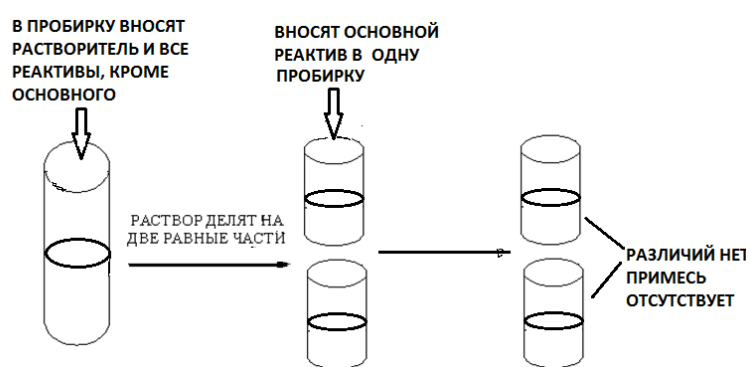 В ПРОБИРКУ ВНОСЯТ
РАСТВОРИТЕЛЬ И ВСЕ
РЕАКТИВЫ, КРОМЕ
ОСНОВНОГО
ВНОСЯТ ОСНОВНОЙ
РЕАКТИВ В ОДНУ
ПРОБИРКУ
РАСТВОР ДЕЛЯТ НА
ДВЕ РАВНЫЕ ЧАСТИ
РАЗЛИЧИЙ НЕТ
ПРИМЕСЬ
ОТСУТСТВУЕТ